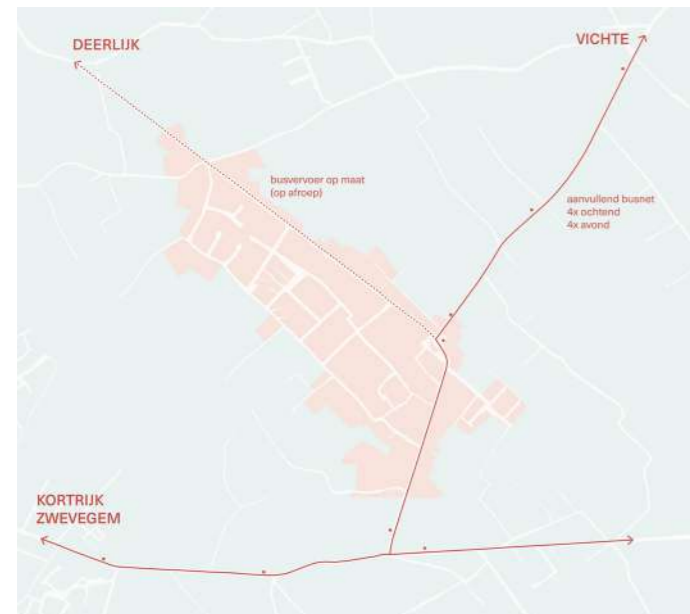 DEERLIJK
VICHTE
busvervoer op maat
(op afroep)
aanvullend busnet
4x ochtend
4x avond
KORTRIJK
ZWEVEGEM